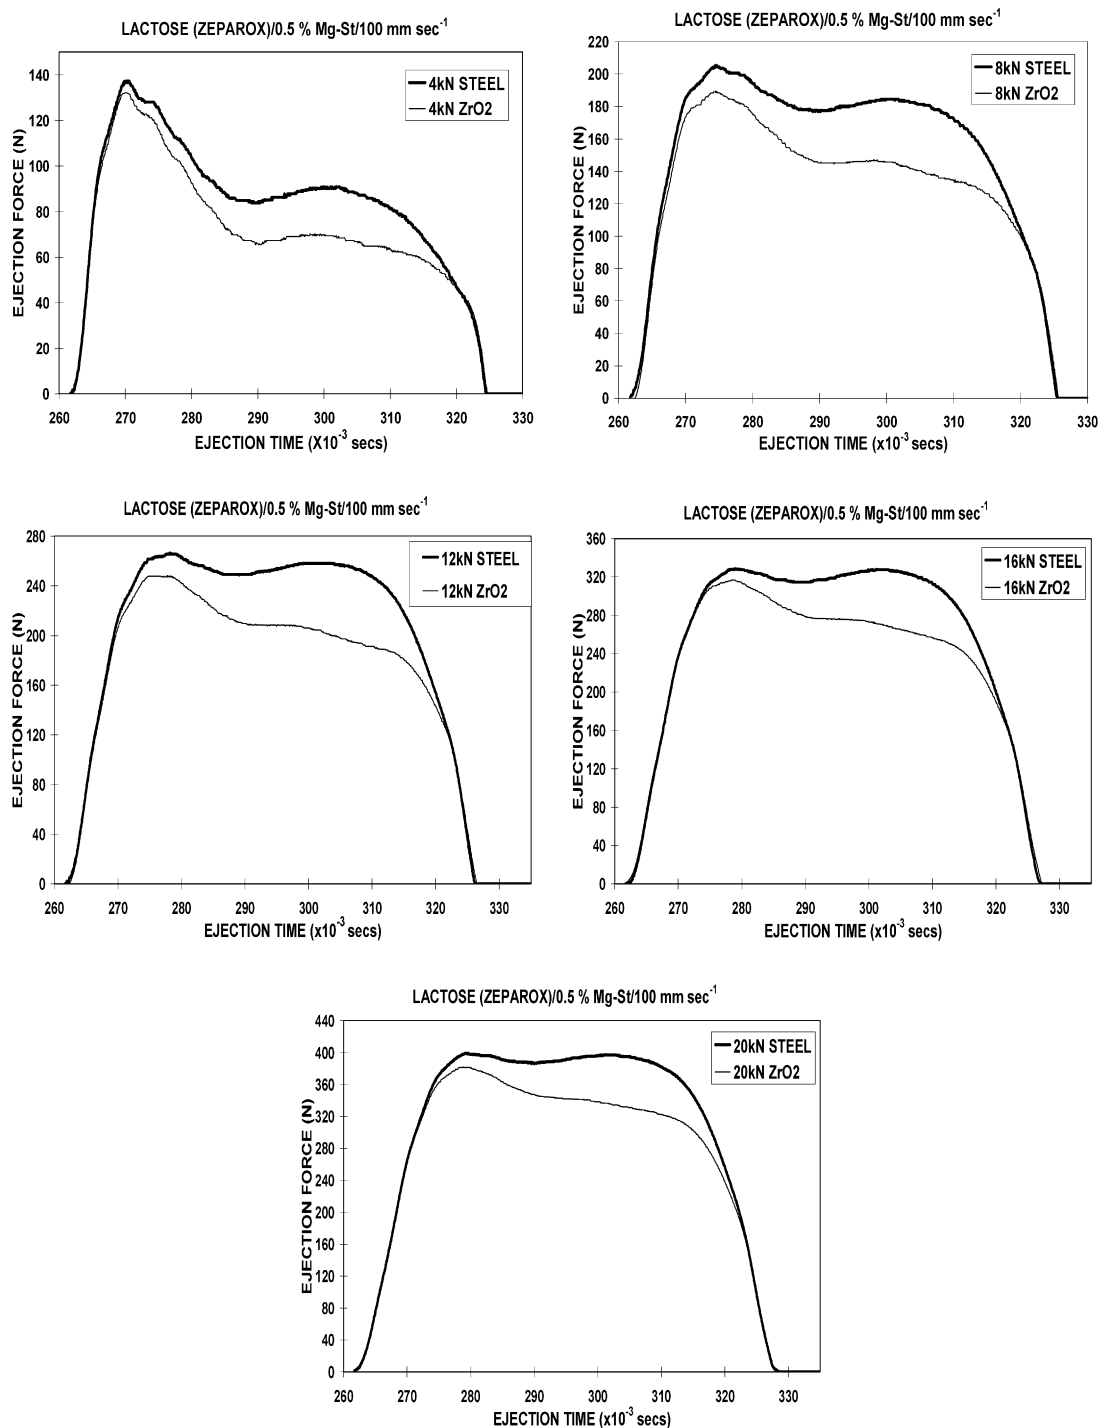 LACTOSE (ZEPAROX)/0.5 % Mg-St/100 mm sec⁻¹
EJECTION FORCE (N)
140
120
100
80
60
40
20
0
4kN STEEL
4kN ZrO2
260 270 280 290 300 310 320 330
EJECTION TIME (X10⁻³ secs)
LACTOSE (ZEPAROX)/0.5 % Mg-St/100 mm sec⁻¹
EJECTION FORCE (N)
220
200
180
160
140
120
100
80
60
40
20
0
8kN STEEL
8kN ZrO2
260 270 280 290 300 310 320 330
EJECTION TIME (x10⁻³ secs)
LACTOSE (ZEPAROX)/0.5 % Mg-St/100 mm sec⁻¹
EJECTION FORCE (N)
280
240
200
160
120
80
40
0
12kN STEEL
12kN ZrO2
260 270 280 290 300 310 320 330
EJECTION TIME (x10⁻³ secs)
LACTOSE (ZEPAROX)/0.5 % Mg-St/100 mm sec⁻¹
EJECTION FORCE (N)
360
320
280
240
200
160
120
80
40
0
16kN STEEL
16kN ZrO2
260 270 280 290 300 310 320 330
EJECTION TIME (x10⁻³ secs)
LACTOSE (ZEPAROX)/0.5 % Mg-St/100 mm sec⁻¹
EJECTION FORCE (N)
440
400
360
320
280
240
200
160
120
80
40
0
20kN STEEL
20kN ZrO2
260 270 280 290 300 310 320 330
EJECTION TIME (x10⁻³ secs)